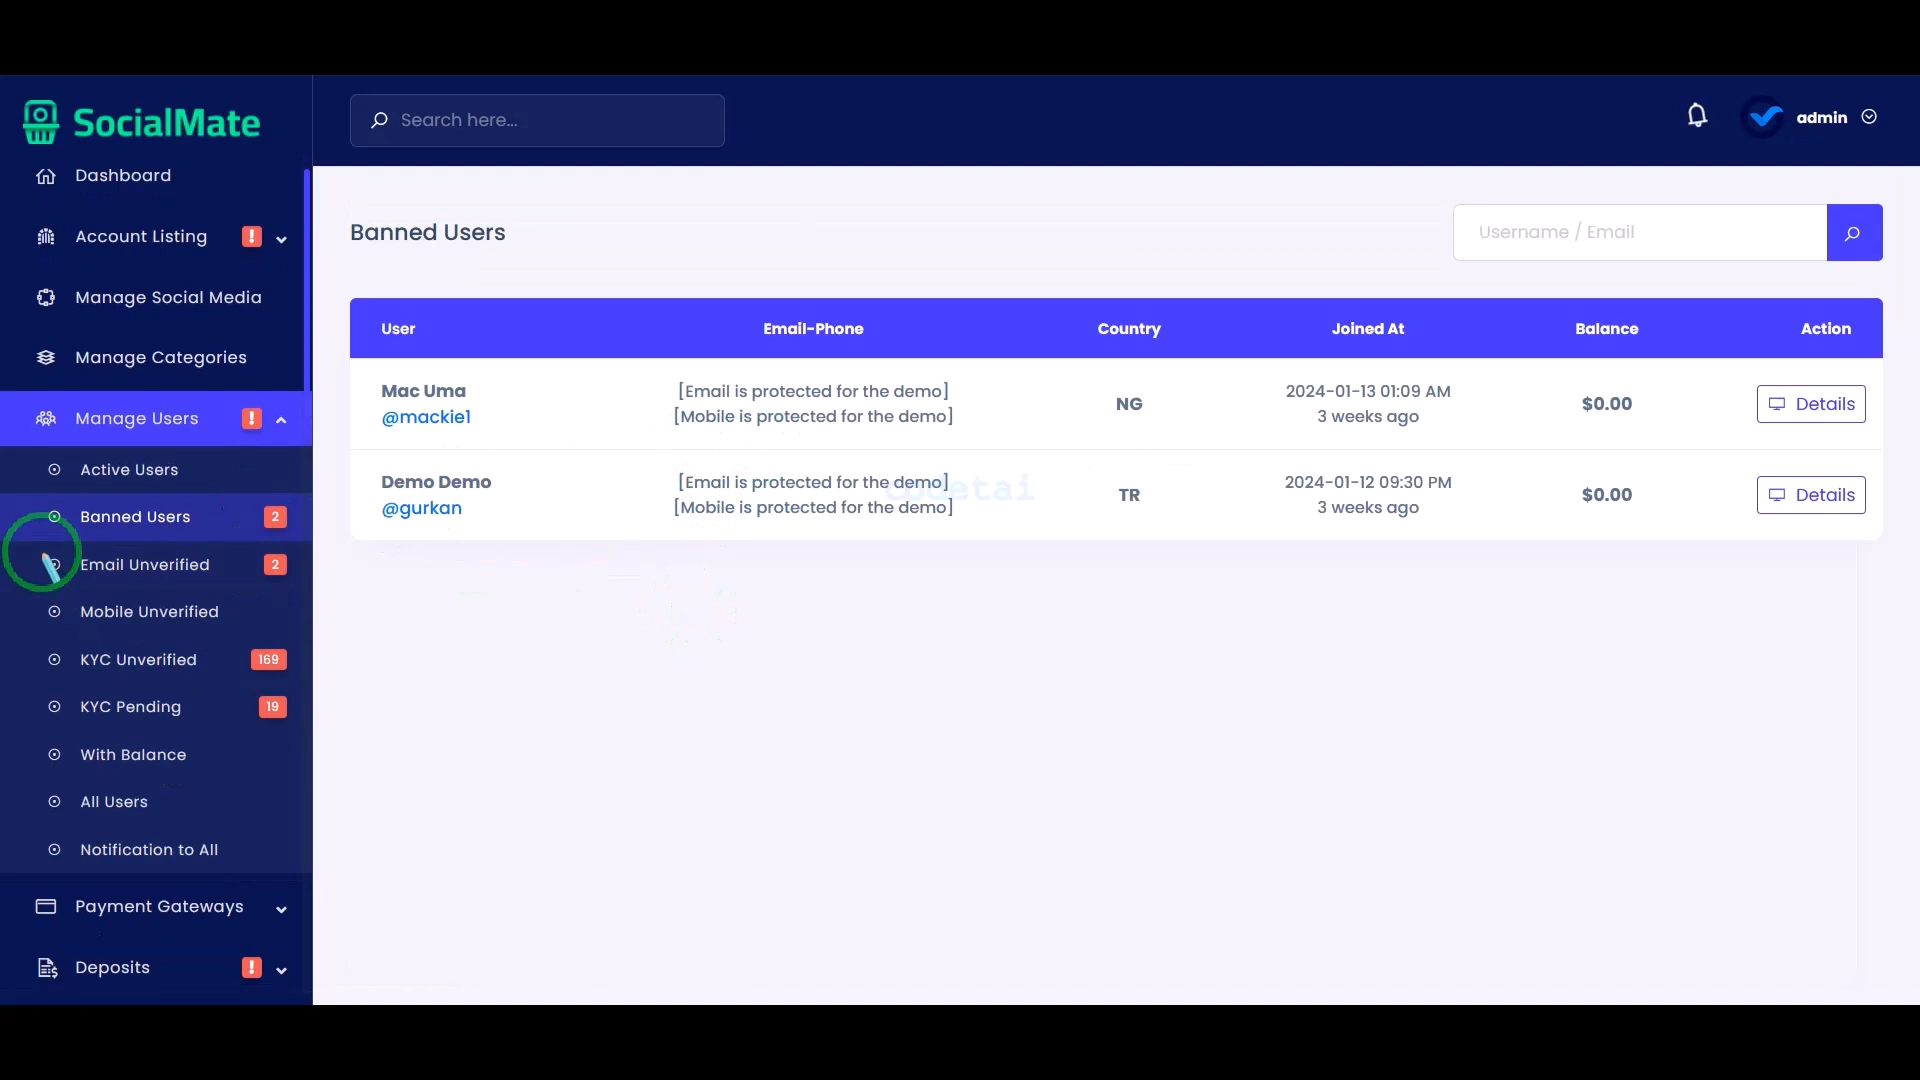 SocialMate
Search here...
admin
Dashboard
Account Listing
!
Manage Social Media
Manage Categories
Manage Users
!
Active Users
Banned Users
2
Email Unverified
2
Mobile Unverified
KYC Unverified
169
KYC Pending
19
With Balance
All Users
Notification to All
Payment Gateways
Deposits
!
Banned Users
Username / Email
User Email-Phone Country Joined At Balance Action
Mac Uma
@mackie1
[Email is protected for the demo]
[Mobile is protected for the demo]
NG
2024-01-13 01:09 AM
3 weeks ago
$0.00
Details
Demo Demo
@gurkan
[Email is protected for the demo]
[Mobile is protected for the demo]
TR
2024-01-12 09:30 PM
3 weeks ago
$0.00
Details
codetai